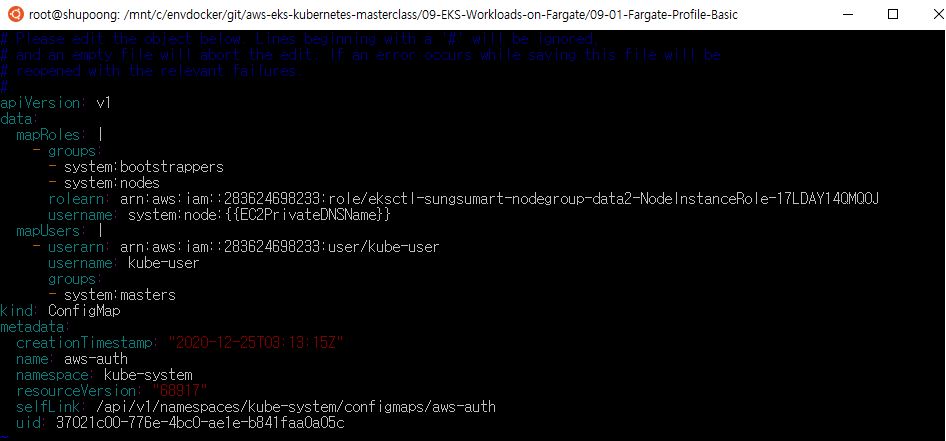 root@shupoong: /mnt/c/envdocker/git/aws-eks-kubernetes-masterclass/09-EKS-Workloads-on-Fargate/09-01-Fargate-Profile-Basic
# Please edit the object below. Lines beginning with a '#' will be ignored,
# and an empty file will abort the edit. If an error occurs while saving this file will be
# reopened with the relevant failures.
#
apiVersion: v1
data:
  mapRoles: |
    - groups:
      - system:bootstrappers
      - system:nodes
      rolearn: arn:aws:iam::283624698233:role/eksctl-sungsumart-nodegroup-data2-NodeInstanceRole-17LDAY14QMQOJ
      username: system:node:{{EC2PrivateDNSName}}
  mapUsers: |
    - userarn: arn:aws:iam::283624698233:user/kube-user
      username: kube-user
      groups:
      - system:masters
kind: ConfigMap
metadata:
  creationTimestamp: "2020-12-25T03:13:15Z"
  name: aws-auth
  namespace: kube-system
  resourceVersion: "68917"
  selfLink: /api/v1/namespaces/kube-system/configmaps/aws-auth
  uid: 37021c00-776e-4bc0-ae1e-b841faa0a05c
~